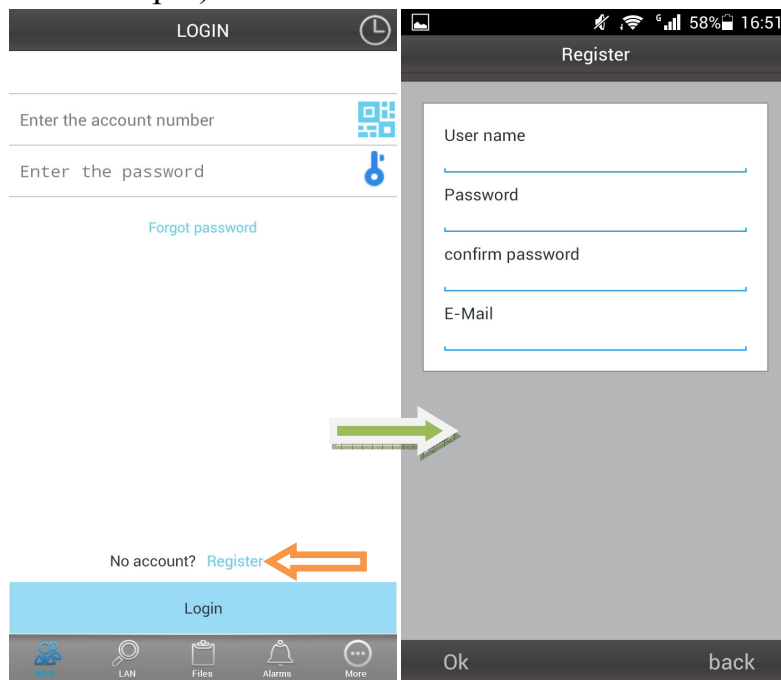 LOGIN
Enter the account number
Enter the password
Forgot password
No account? Register
Login
WAN LAN Files Alarms More
G 58% 16:51
Register
User name
Password
confirm password
E-Mail
Ok back